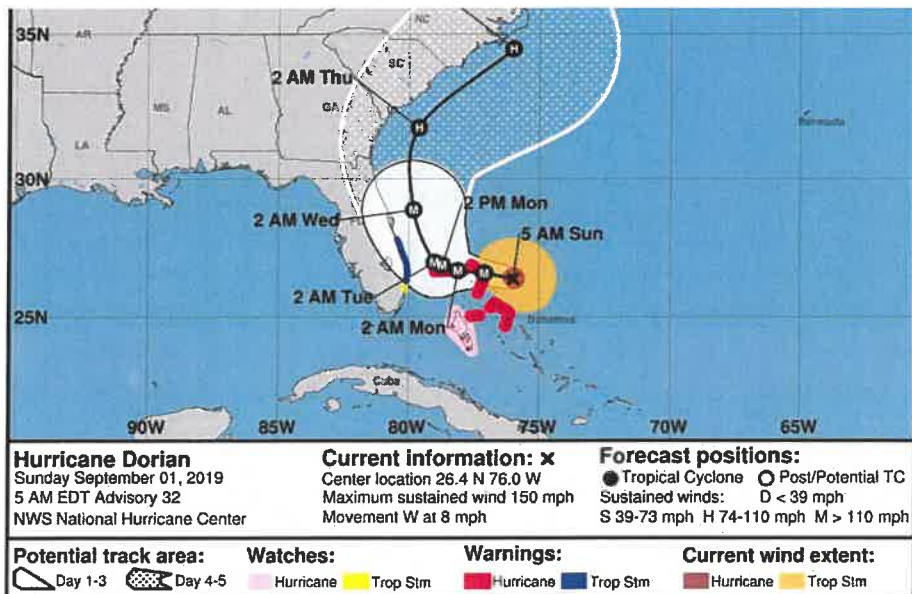 35N
AR
NC
SC
2 AM Thu
MS
AL
GA
Bermuda
LA
30N
2 PM Mon
2 AM Wed
FL
5 AM Sun
2 AM Tue
2 AM Mon
25N
Bahamas
Cuba
90W 85W 80W 75W 70W 65W
H
H
M
M
M
M
M
Hurricane Dorian
Sunday September 01, 2019
5 AM EDT Advisory 32
NWS National Hurricane Center
Current information: ×
Center location 26.4 N 76.0 W
Maximum sustained wind 150 mph
Movement W at 8 mph
Forecast positions:
Tropical Cyclone Post/Potential TC
Sustained winds: D < 39 mph
S 39-73 mph H 74-110 mph M > 110 mph
Potential track area:
Day 1-3 Day 4-5
Watches:
Hurricane Trop Stm
Warnings:
Hurricane Trop Stm
Current wind extent:
Hurricane Trop Stm